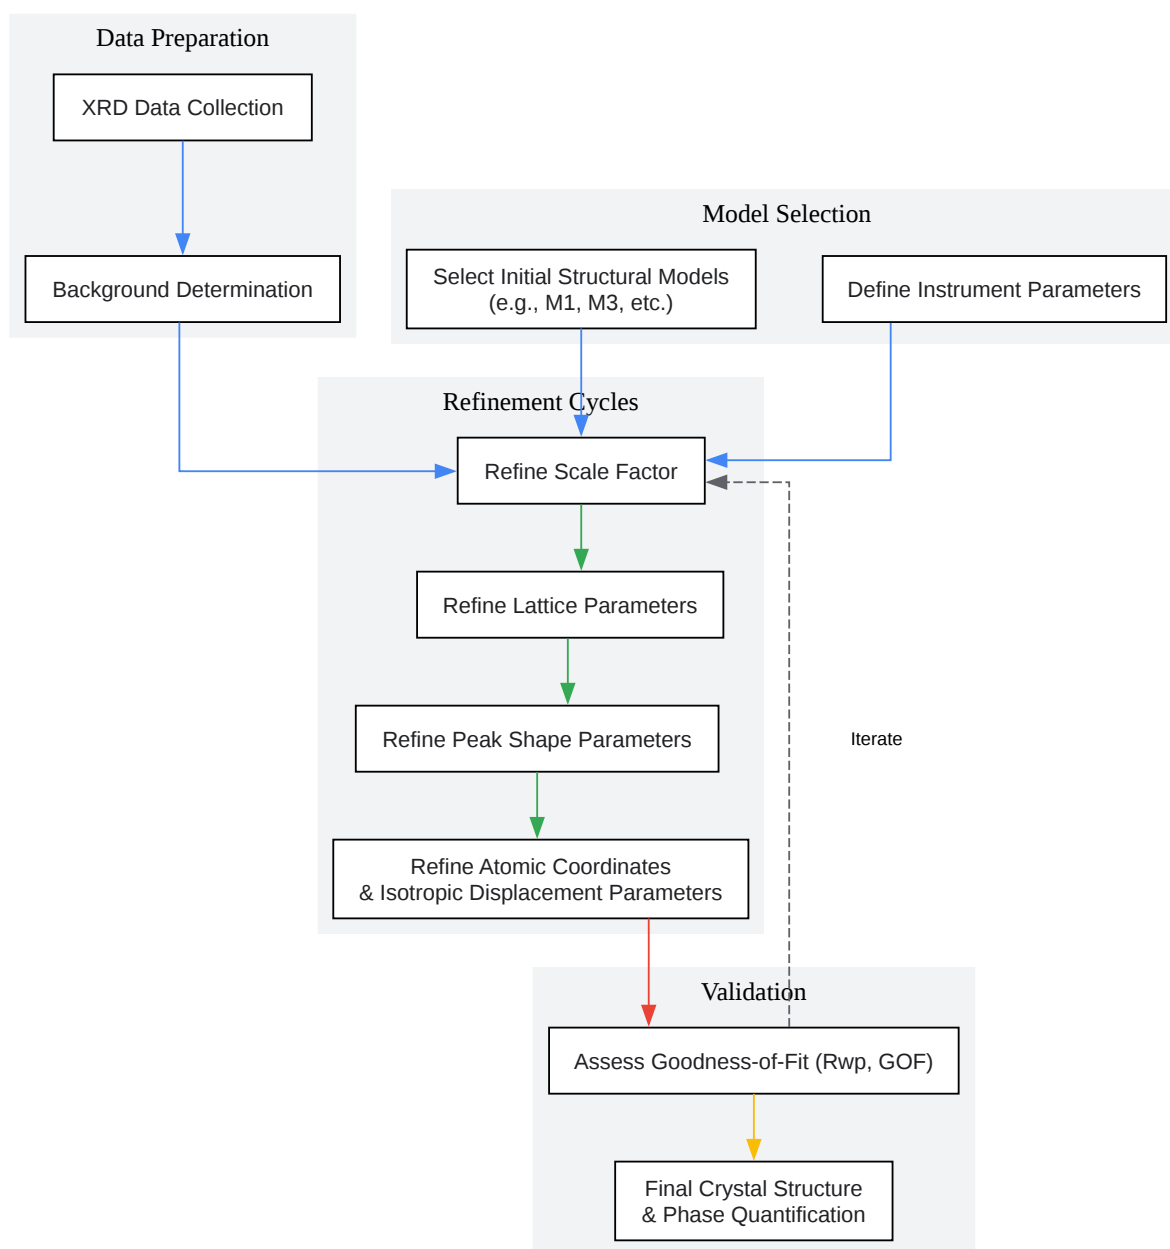 Data Preparation
XRD Data Collection
Background Determination
Model Selection
Select Initial Structural Models
(e.g., M1, M3, etc.)
Define Instrument Parameters
Refinement Cycles
Refine Scale Factor
Refine Lattice Parameters
Refine Peak Shape Parameters
Iterate
Refine Atomic Coordinates
& Isotropic Displacement Parameters
Validation
Assess Goodness-of-Fit (Rwp, GOF)
Final Crystal Structure
& Phase Quantification